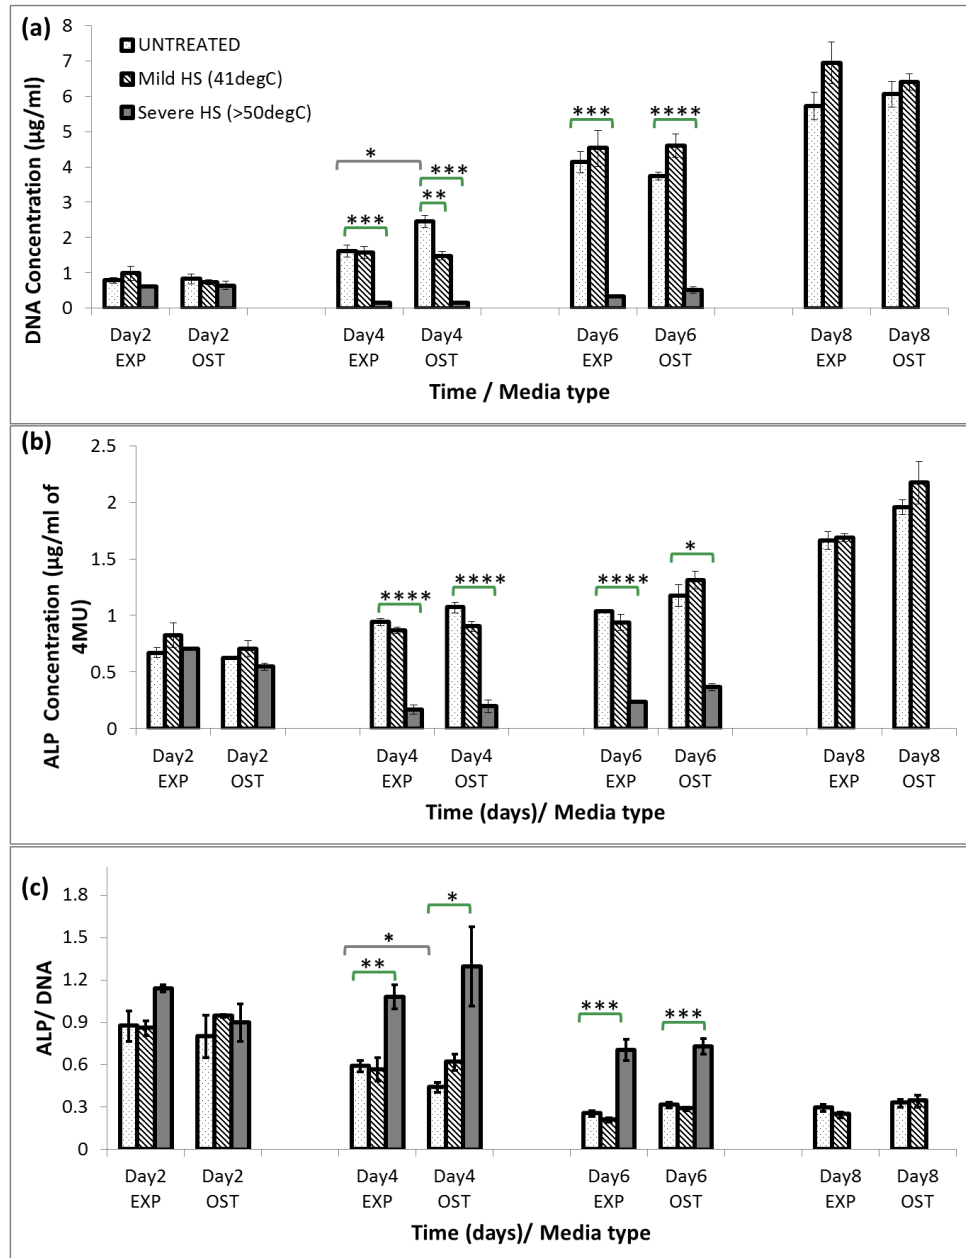 (a)
8
7
6
5
4
3
2
1
0
DNA Concentration (µg/ml)
UNTREATED
Mild HS (41degC)
Severe HS (>50degC)
***
*
***
**
***
****
Day2 EXP
Day2 OST
Day4 EXP
Day4 OST
Day6 EXP
Day6 OST
Day8 EXP
Day8 OST
Time / Media type
(b)
2.5
2
1.5
1
0.5
0
ALP Concentration (µg/ml of
4MU)
****
****
****
*
Day2 EXP
Day2 OST
Day4 EXP
Day4 OST
Day6 EXP
Day6 OST
Day8 EXP
Day8 OST
Time (days)/ Media type
(c)
1.8
1.5
1.2
0.9
0.6
0.3
0
ALP/ DNA
*
**
*
***
***
Day2 EXP
Day2 OST
Day4 EXP
Day4 OST
Day6 EXP
Day6 OST
Day8 EXP
Day8 OST
Time (days)/ Media type